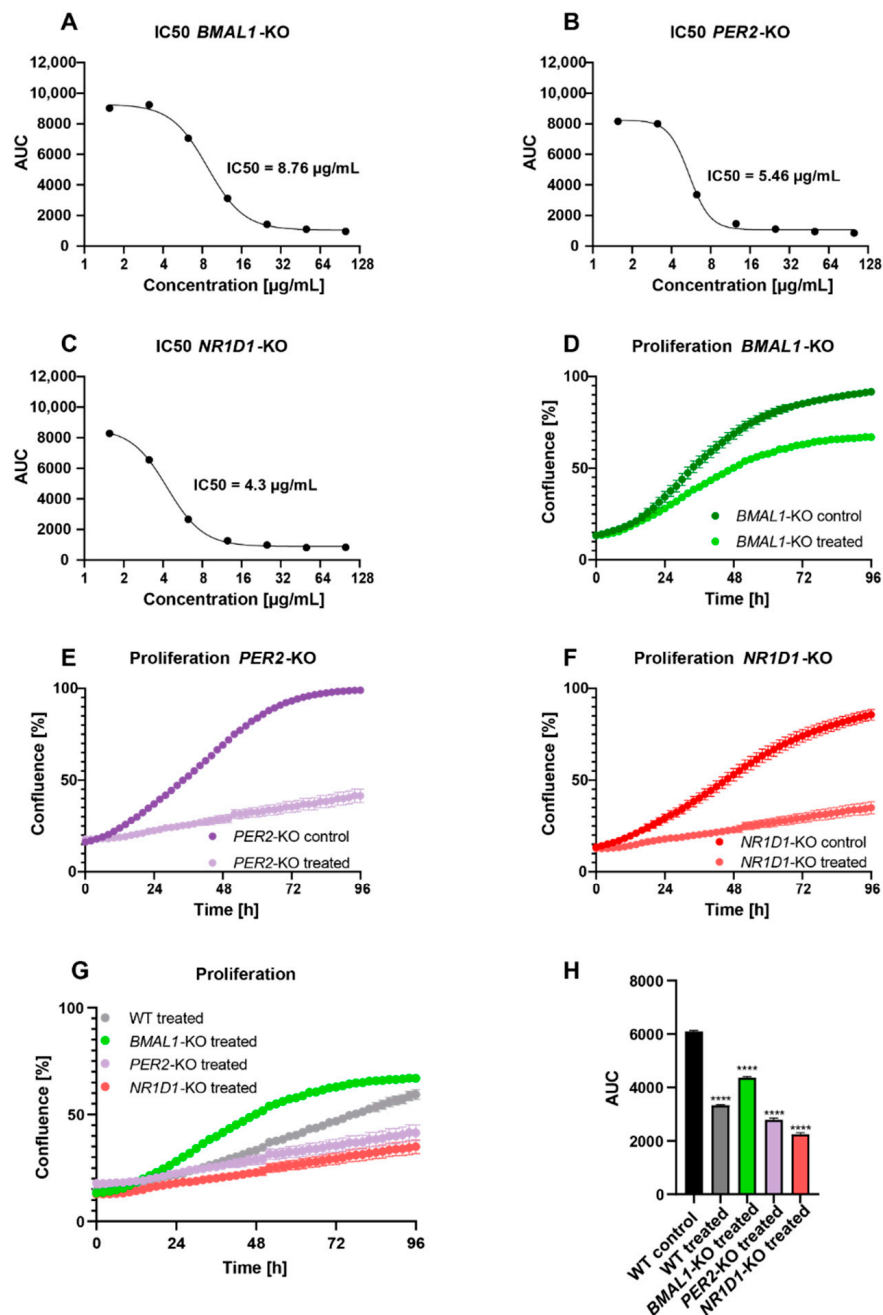 A
IC50 BMAL1-KO
12,000
10,000
8000
6000
4000
2000
0
AUC
IC50 = 8.76 µg/mL
1 2 4 8 16 32 64 128
Concentration [µg/mL]
B
IC50 PER2-KO
12,000
10,000
8000
6000
4000
2000
0
AUC
IC50 = 5.46 µg/mL
1 2 4 8 16 32 64 128
Concentration [µg/mL]
C
IC50 NR1D1-KO
12,000
10,000
8000
6000
4000
2000
0
AUC
IC50 = 4.3 µg/mL
1 2 4 8 16 32 64 128
Concentration [µg/mL]
D
Proliferation BMAL1-KO
100
50
0
Confluence [%]
BMAL1-KO control
BMAL1-KO treated
0 24 48 72 96
Time [h]
E
Proliferation PER2-KO
100
50
0
Confluence [%]
PER2-KO control
PER2-KO treated
0 24 48 72 96
Time [h]
F
Proliferation NR1D1-KO
100
50
0
Confluence [%]
NR1D1-KO control
NR1D1-KO treated
0 24 48 72 96
Time [h]
G
Proliferation
100
50
0
Confluence [%]
WT treated
BMAL1-KO treated
PER2-KO treated
NR1D1-KO treated
0 24 48 72 96
Time [h]
H
8000
6000
4000
2000
0
AUC
****
****
****
****
WT control
WT treated
BMAL1-KO treated
PER2-KO treated
NR1D1-KO treated